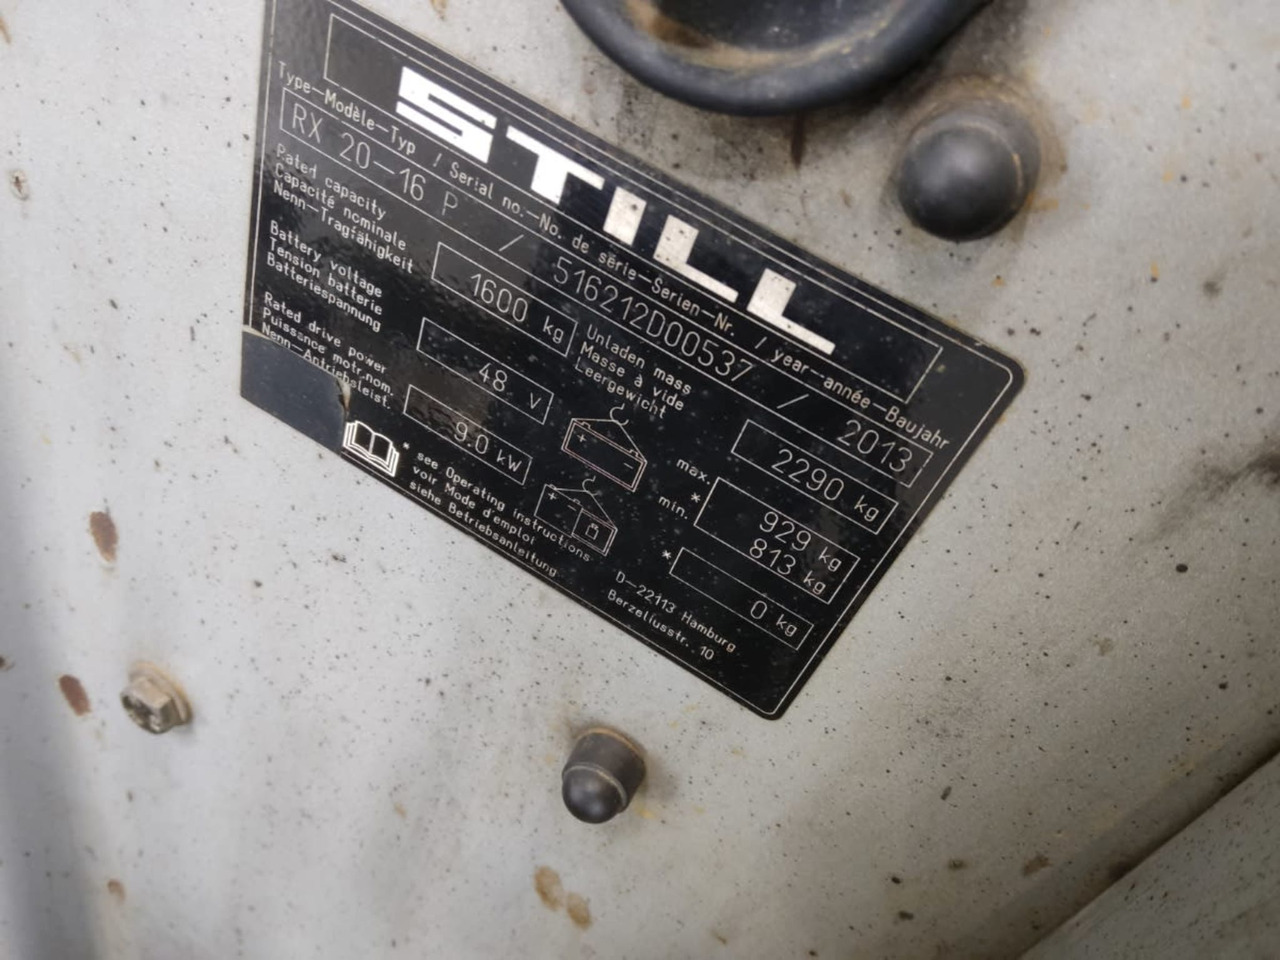 STILL
Type-Modèle-Typ / Serial no.-No. de série-Serien-Nr. / year-année-Baujahr
RX 20-16 P / 516212D00537 / 2013
Rated capacity
Capacité nominale
Nenn-Tragfähigkeit
1600 kg
Unladen mass
Masse à vide
Leergewicht
2290 kg
Battery voltage
Tension batterie
Batteriespannung
48 V
max. 929 kg
* min. 813 kg
Rated drive power
Puissance motr.nom.
Nenn-Antriebsleist.
9.0 kW
* 0 kg
* see Operating instructions
voir Mode d'emploi
siehe Betriebsanleitung
D-22113 Hamburg
Berzeliusstr. 10